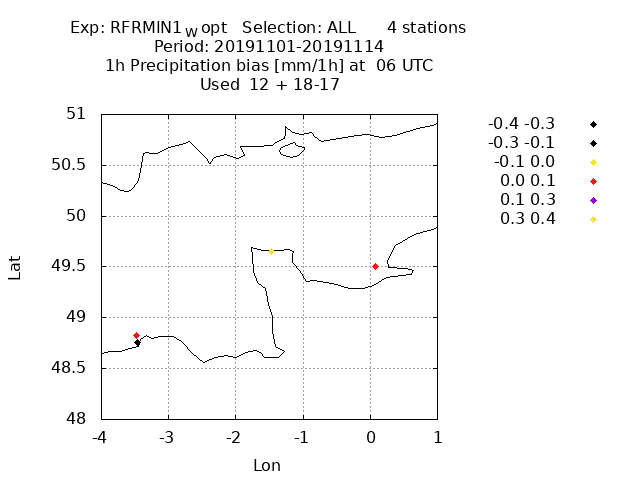 Exp: RFRMIN1Wopt Selection: ALL 4 stations
Period: 20191101-20191114
1h Precipitation bias [mm/1h] at 06 UTC
Used 12 + 18-17
51
50.5
50
49.5
49
48.5
48
-4 -3 -2 -1 0 1
Lat
Lon
-0.4 -0.3
-0.3 -0.1
-0.1 0.0
0.0 0.1
0.1 0.3
0.3 0.4